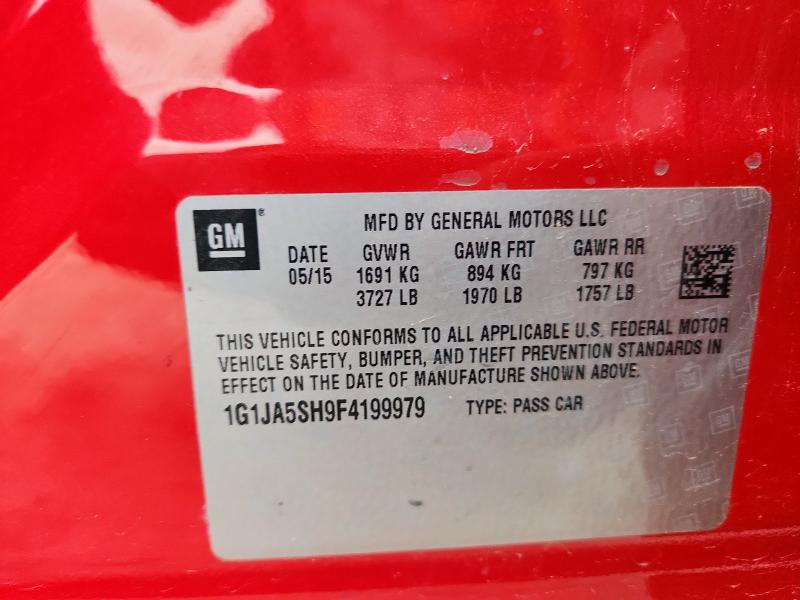 GM®
MFD BY GENERAL MOTORS LLC
DATE GVWR GAWR FRT GAWR RR
05/15 1691 KG 894 KG 797 KG
3727 LB 1970 LB 1757 LB
THIS VEHICLE CONFORMS TO ALL APPLICABLE U.S. FEDERAL MOTOR
VEHICLE SAFETY, BUMPER, AND THEFT PREVENTION STANDARDS IN
EFFECT ON THE DATE OF MANUFACTURE SHOWN ABOVE.
1G1JA5SH9F4199979 TYPE: PASS CAR